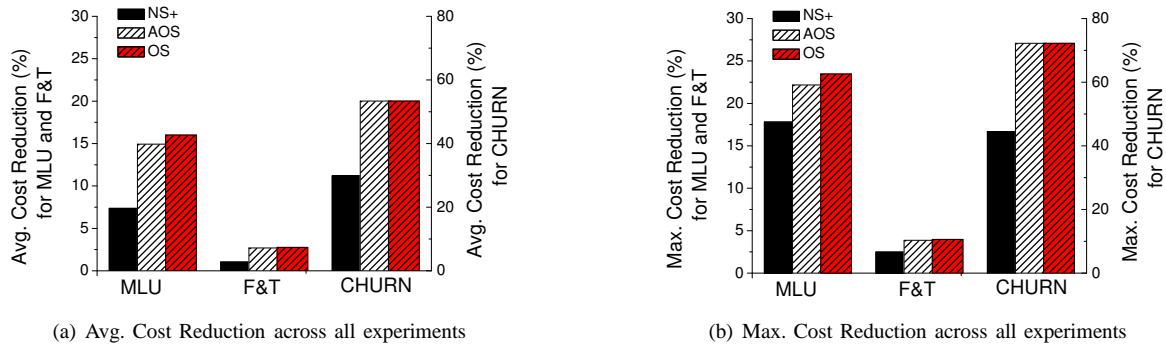 Avg. Cost Reduction (%)
for MLU and F&T
30
25
20
15
10
5
0
NS+
AOS
OS
MLU
F&T
CHURN
80
60
40
20
0
Avg. Cost Reduction (%)
for CHURN
(a) Avg. Cost Reduction across all experiments
Max. Cost Reduction (%)
for MLU and F&T
30
25
20
15
10
5
0
NS+
AOS
OS
MLU
F&T
CHURN
80
60
40
20
0
Max. Cost Reduction (%)
for CHURN
(b) Max. Cost Reduction across all experiments